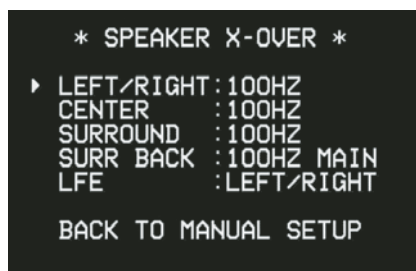 * SPEAKER X-OVER *
LEFT/RIGHT:100HZ
CENTER :100HZ
SURROUND :100HZ
SURR BACK :100HZ MAIN
LFE :LEFT/RIGHT
BACK TO MANUAL SETUP